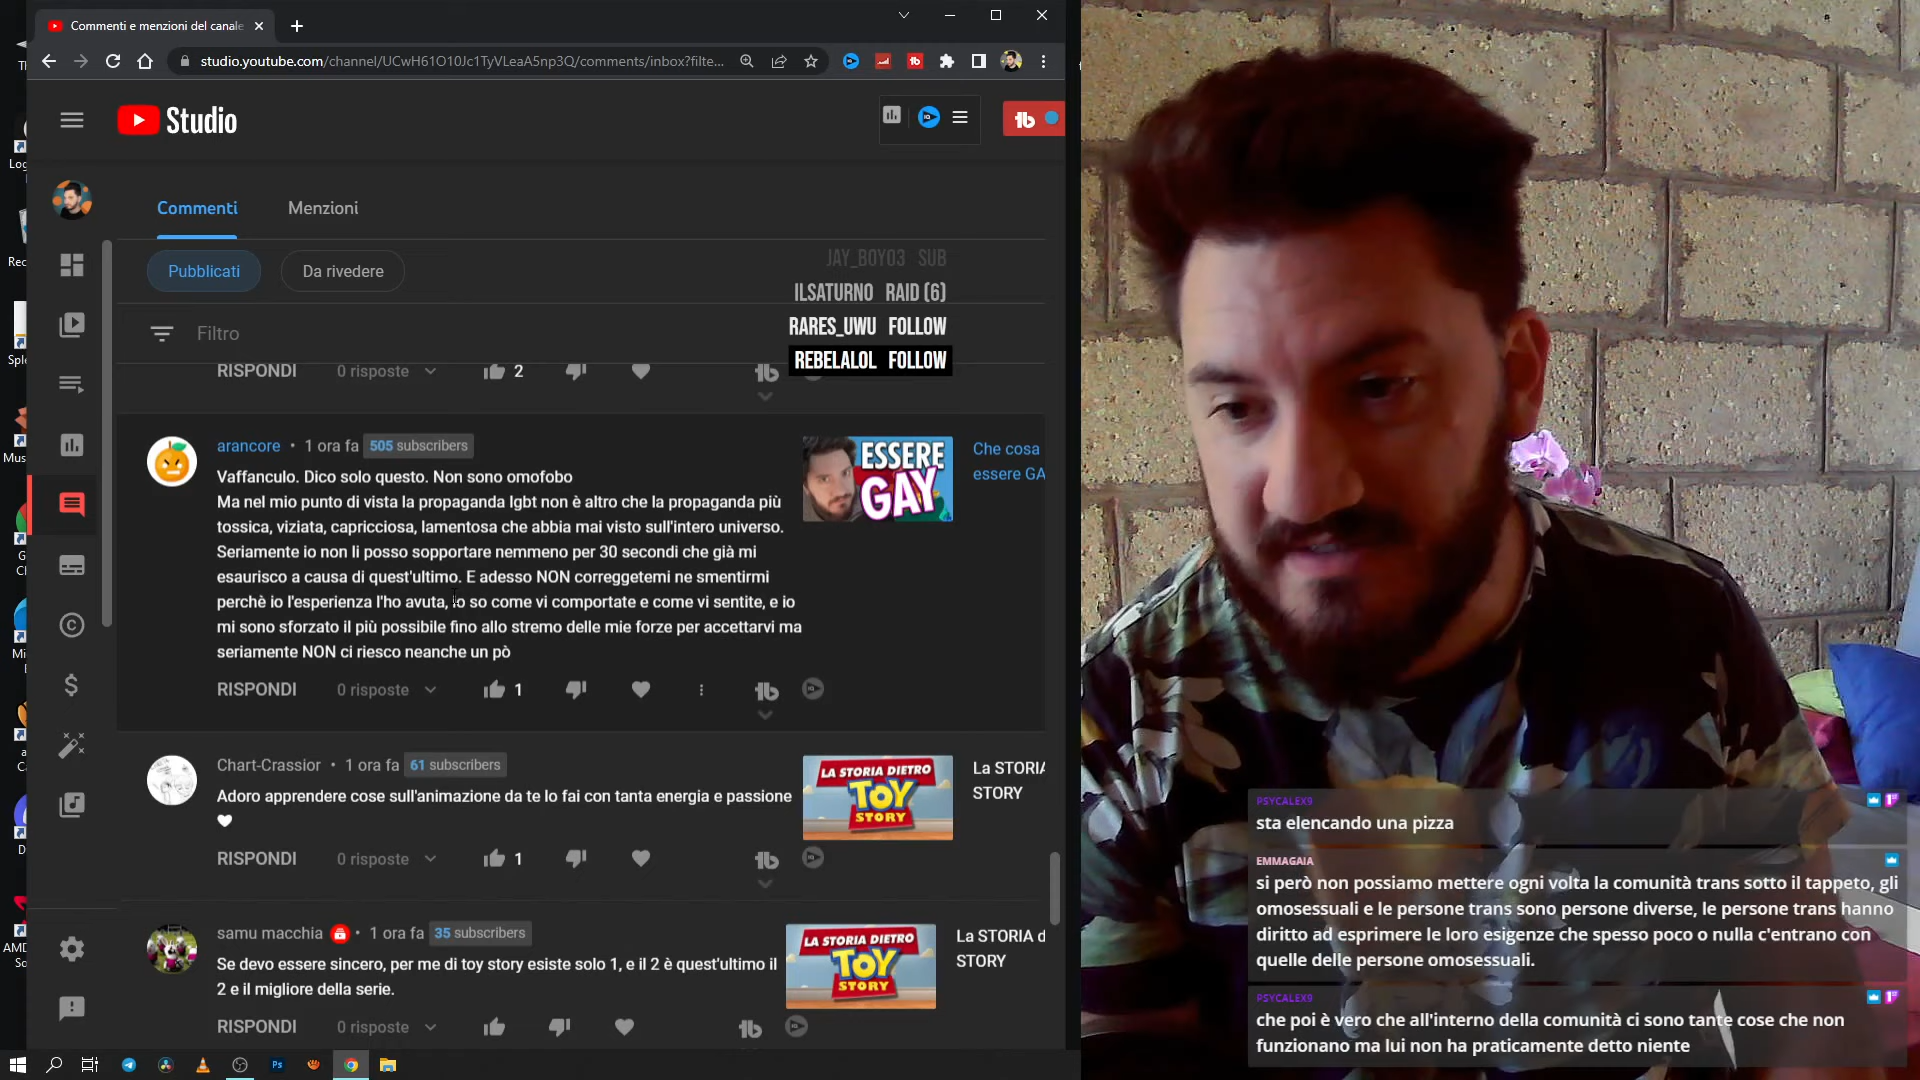 Commenti e menzioni del canale
studio.youtube.com/channel/UCwH61O10Jc1TyVLeaA5np3Q/comments/inbox?filte...
Studio
Commenti
Menzioni
Pubblicati
Da rivedere
Filtro
JAY_BOY03 SUB
ILSATURNO RAID (6)
RARES_UWU FOLLOW
REBELALOL FOLLOW
RISPONDI 0 risposte 2
arancore • 1 ora fa 505 subscribers
Vaffanculo. Dico solo questo. Non sono omofobo
Ma nel mio punto di vista la propaganda lgbt non è altro che la propaganda più
tossica, viziata, capricciosa, lamentosa che abbia mai visto sull'intero universo.
Seriamente io non li posso sopportare nemmeno per 30 secondi che già mi
esaurisco a causa di quest'ultimo. E adesso NON correggetemi ne smentirmi
perchè io l'esperienza l'ho avuta, so come vi comportate e come vi sentite, e io
mi sono sforzato il più possibile fino allo stremo delle mie forze per accettarvi ma
seriamente NON ci riesco neanche un pò
ESSERE
GAY
Che cosa
essere GA
RISPONDI 0 risposte 1
Chart-Crassior • 1 ora fa 61 subscribers
Adoro apprendere cose sull'animazione da te lo fai con tanta energia e passione
LA STORIA DIETRO
TOY
STORY
La STORIA
STORY
RISPONDI 0 risposte 1
samu macchia • 1 ora fa 35 subscribers
Se devo essere sincero, per me di toy story esiste solo 1, e il 2 è quest'ultimo il
2 e il migliore della serie.
LA STORIA DIETRO
TOY
STORY
La STORIA d
STORY
RISPONDI 0 risposte
PSYCALEX9
sta elencando una pizza
EMMAGAIA
si però non possiamo mettere ogni volta la comunità trans sotto il tappeto, gli
omosessuali e le persone trans sono persone diverse, le persone trans hanno
diritto ad esprimere le loro esigenze che spesso poco o nulla c'entrano con
quelle delle persone omosessuali.
PSYCALEX9
che poi è vero che all'interno della comunità ci sono tante cose che non
funzionano ma lui non ha praticamente detto niente